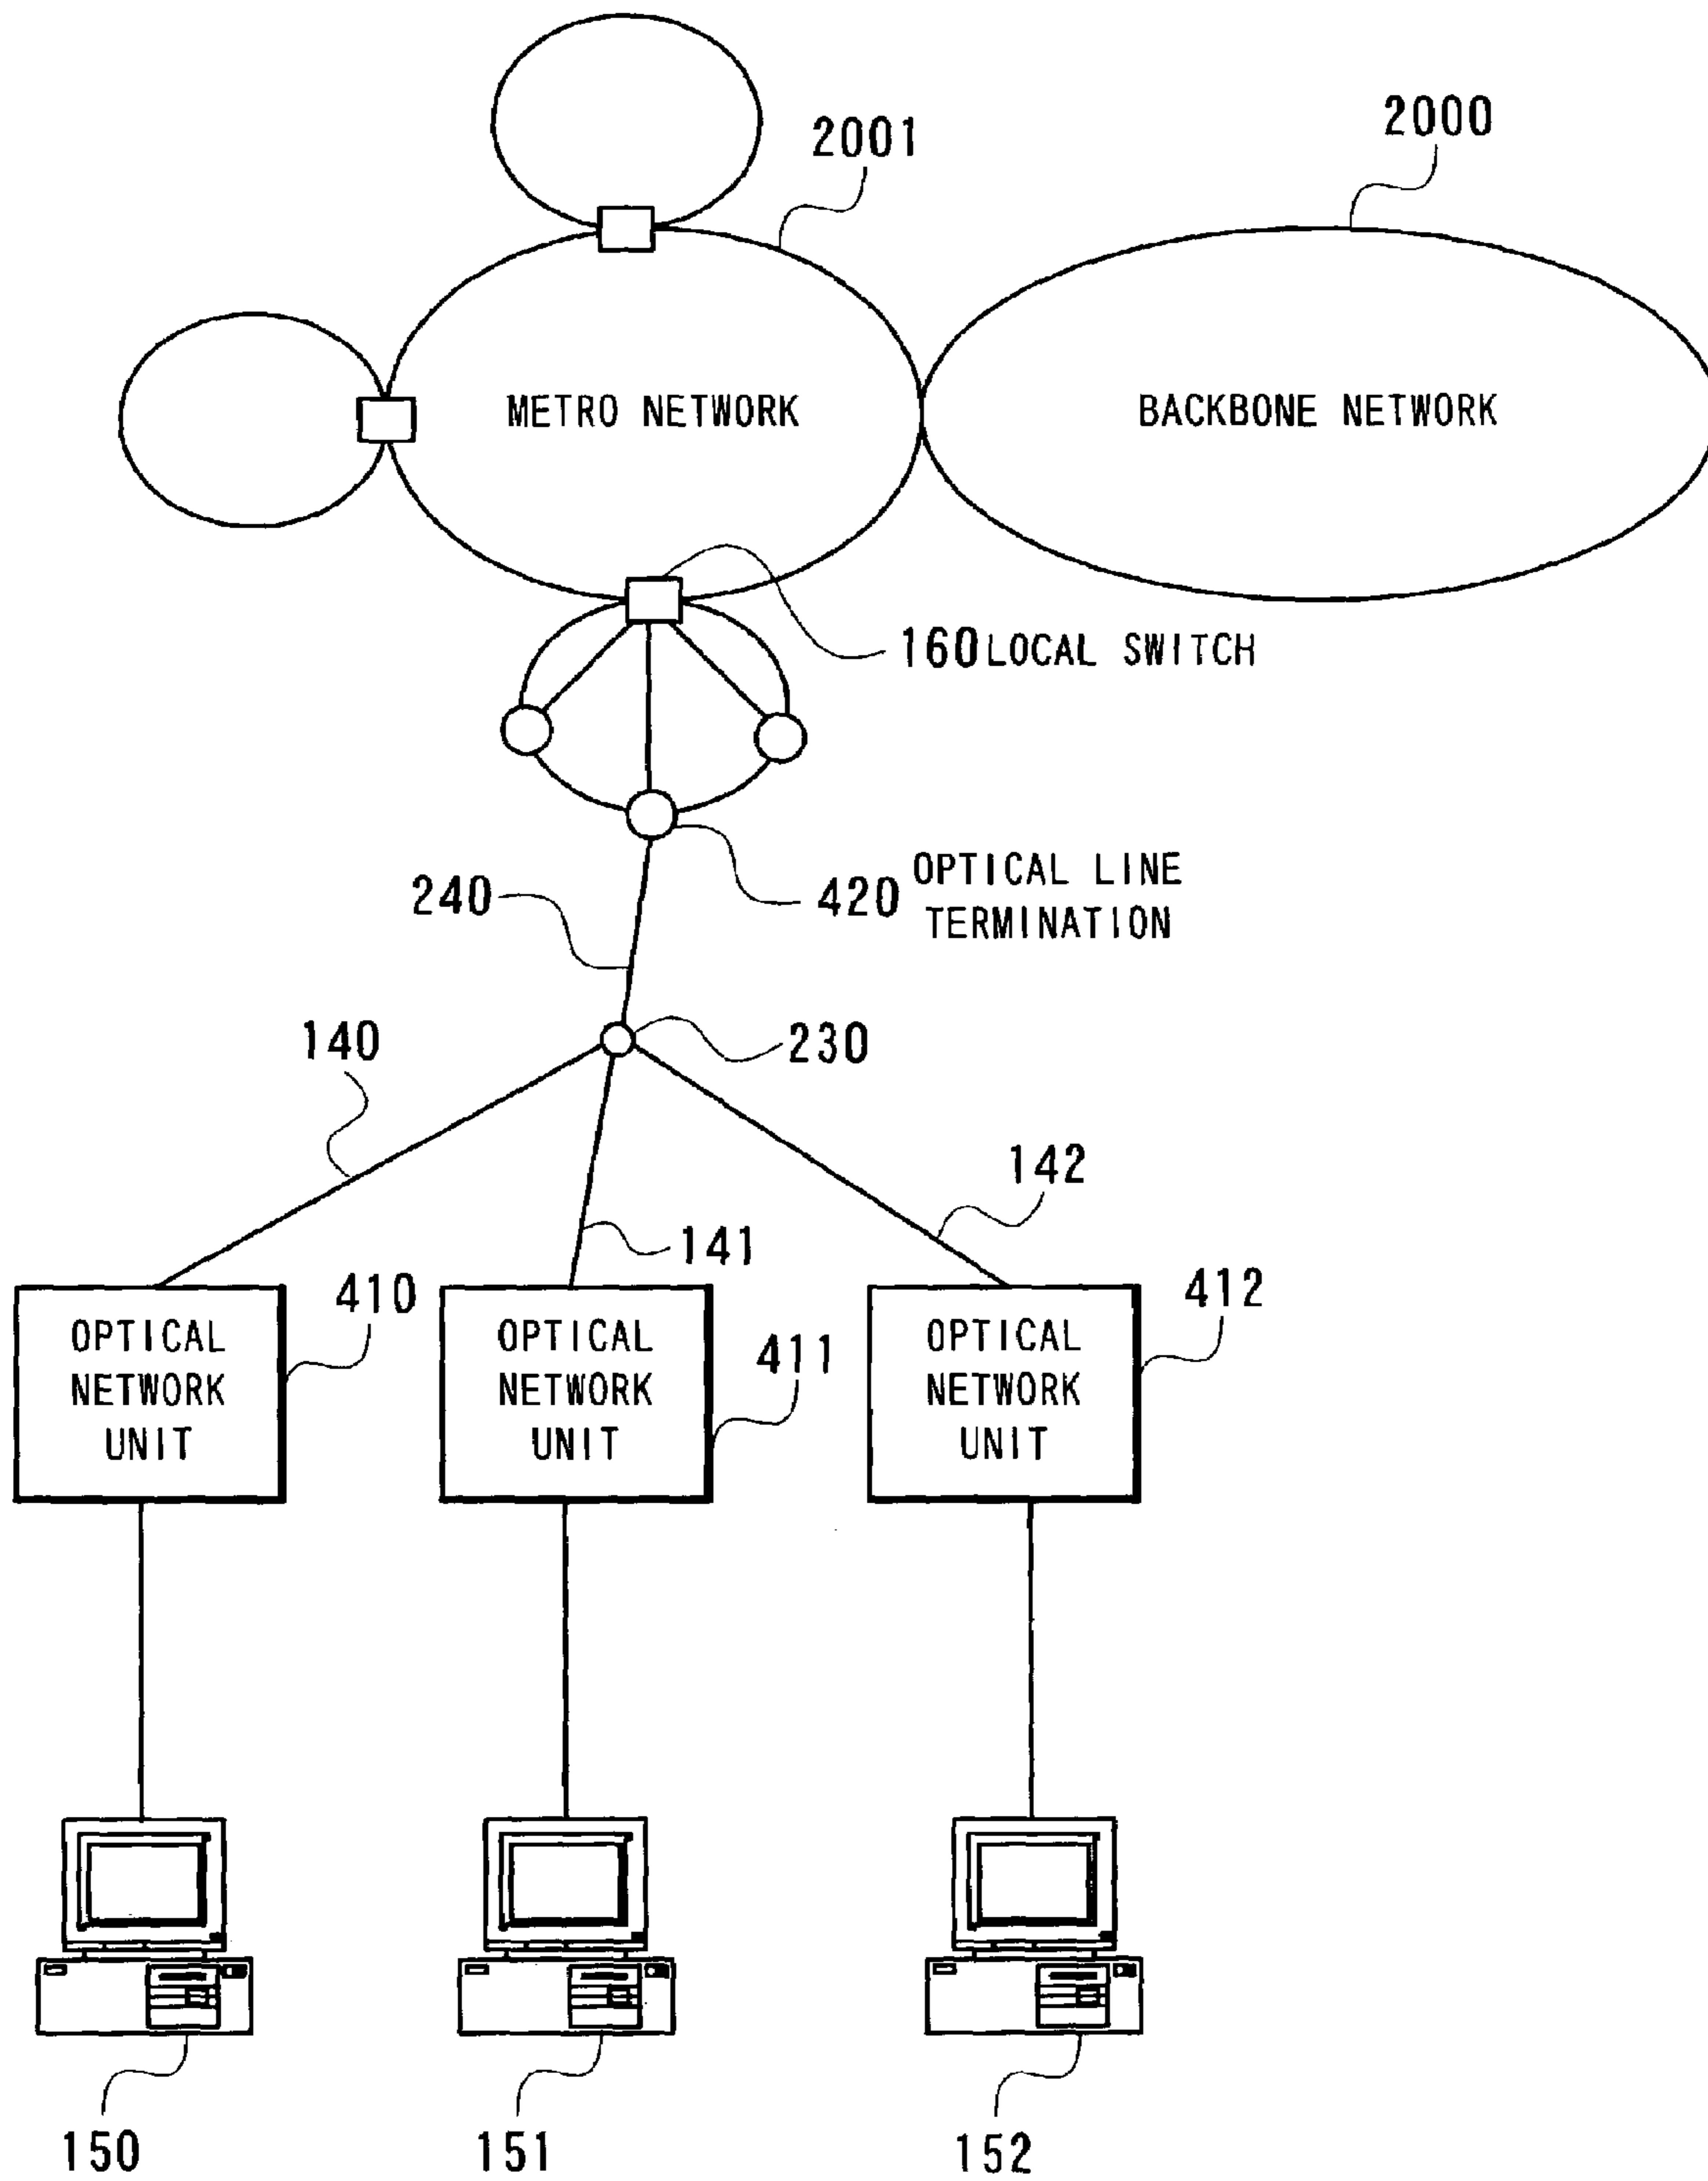 2001
2000
METRO NETWORK
BACKBONE NETWORK
160 LOCAL SWITCH
240
420 OPTICAL LINE
TERMINATION
140
230
142
141
410
411
412
OPTICAL
NETWORK
UNIT
OPTICAL
NETWORK
UNIT
OPTICAL
NETWORK
UNIT
150
151
152